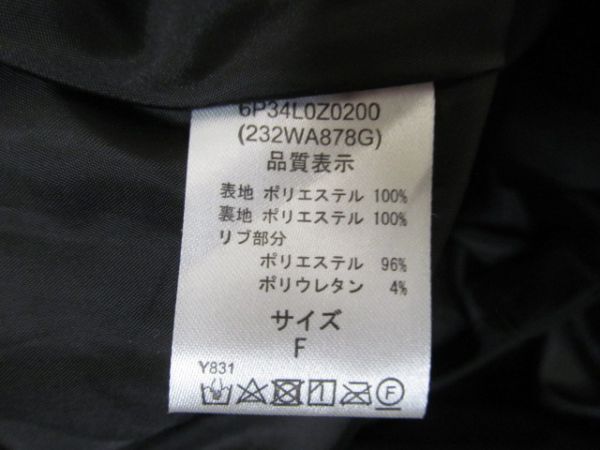 6P34L0Z0200
(232WA878G)
品質表示
表地 ポリエステル 100%
裏地 ポリエステル 100%
リブ部分
ポリエステル 96%
ポリウレタン 4%
サイズ
F
Y831
F